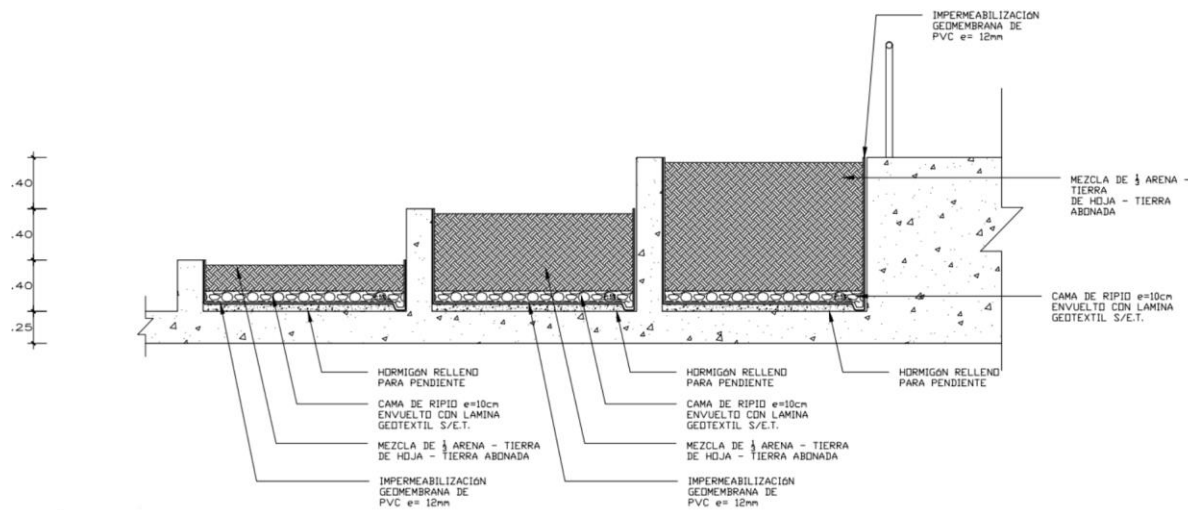 IMPERMEABILIZACIÓN
GEOMEMBRANA DE
PVC e= 12mm
.40
.40
.40
.25
MEZCLA DE ⅓ ARENA -
TIERRA
DE HOJA - TIERRA
ABONADA
CAMA DE RIPIO e=10cm
ENVUELTO CON LAMINA
GEOTEXTIL S/E.T.
HORMIGÓN RELLENO
PARA PENDIENTE
CAMA DE RIPIO e=10cm
ENVUELTO CON LAMINA
GEOTEXTIL S/E.T.
MEZCLA DE ⅓ ARENA - TIERRA
DE HOJA - TIERRA ABONADA
IMPERMEABILIZACIÓN
GEOMEMBRANA DE
PVC e= 12mm
HORMIGÓN RELLENO
PARA PENDIENTE
CAMA DE RIPIO e=10cm
ENVUELTO CON LAMINA
GEOTEXTIL S/E.T.
MEZCLA DE ⅓ ARENA - TIERRA
DE HOJA - TIERRA ABONADA
IMPERMEABILIZACIÓN
GEOMEMBRANA DE
PVC e= 12mm
HORMIGÓN RELLENO
PARA PENDIENTE